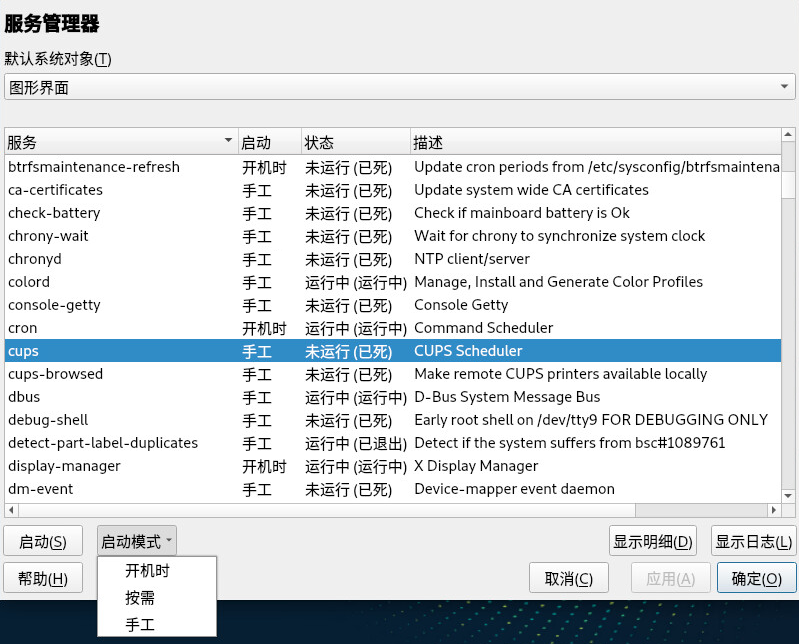 服务管理器
默认系统对象(T)
图形界面
服务 启动 状态 描述
btrfsmaintenance-refresh 开机时 未运行 (已死) Update cron periods from /etc/sysconfig/btrfsmaintena
ca-certificates 手工 未运行 (已死) Update system wide CA certificates
check-battery 手工 未运行 (已死) Check if mainboard battery is Ok
chrony-wait 手工 未运行 (已死) Wait for chrony to synchronize system clock
chronyd 手工 未运行 (已死) NTP client/server
colord 手工 运行中 (运行中) Manage, Install and Generate Color Profiles
console-getty 手工 未运行 (已死) Console Getty
cron 开机时 运行中 (运行中) Command Scheduler
cups 手工 未运行 (已死) CUPS Scheduler
cups-browsed 手工 未运行 (已死) Make remote CUPS printers available locally
dbus 手工 运行中 (运行中) D-Bus System Message Bus
debug-shell 手工 未运行 (已死) Early root shell on /dev/tty9 FOR DEBUGGING ONLY
detect-part-label-duplicates 手工 运行中 (已退出) Detect if the system suffers from bsc#1089761
display-manager 开机时 运行中 (运行中) X Display Manager
dm-event 手工 未运行 (已死) Device-mapper event daemon
启动(S) 启动模式 显示明细(D) 显示日志(L)
帮助(H) 取消(C) 应用(A) 确定(O)
开机时
按需
手工